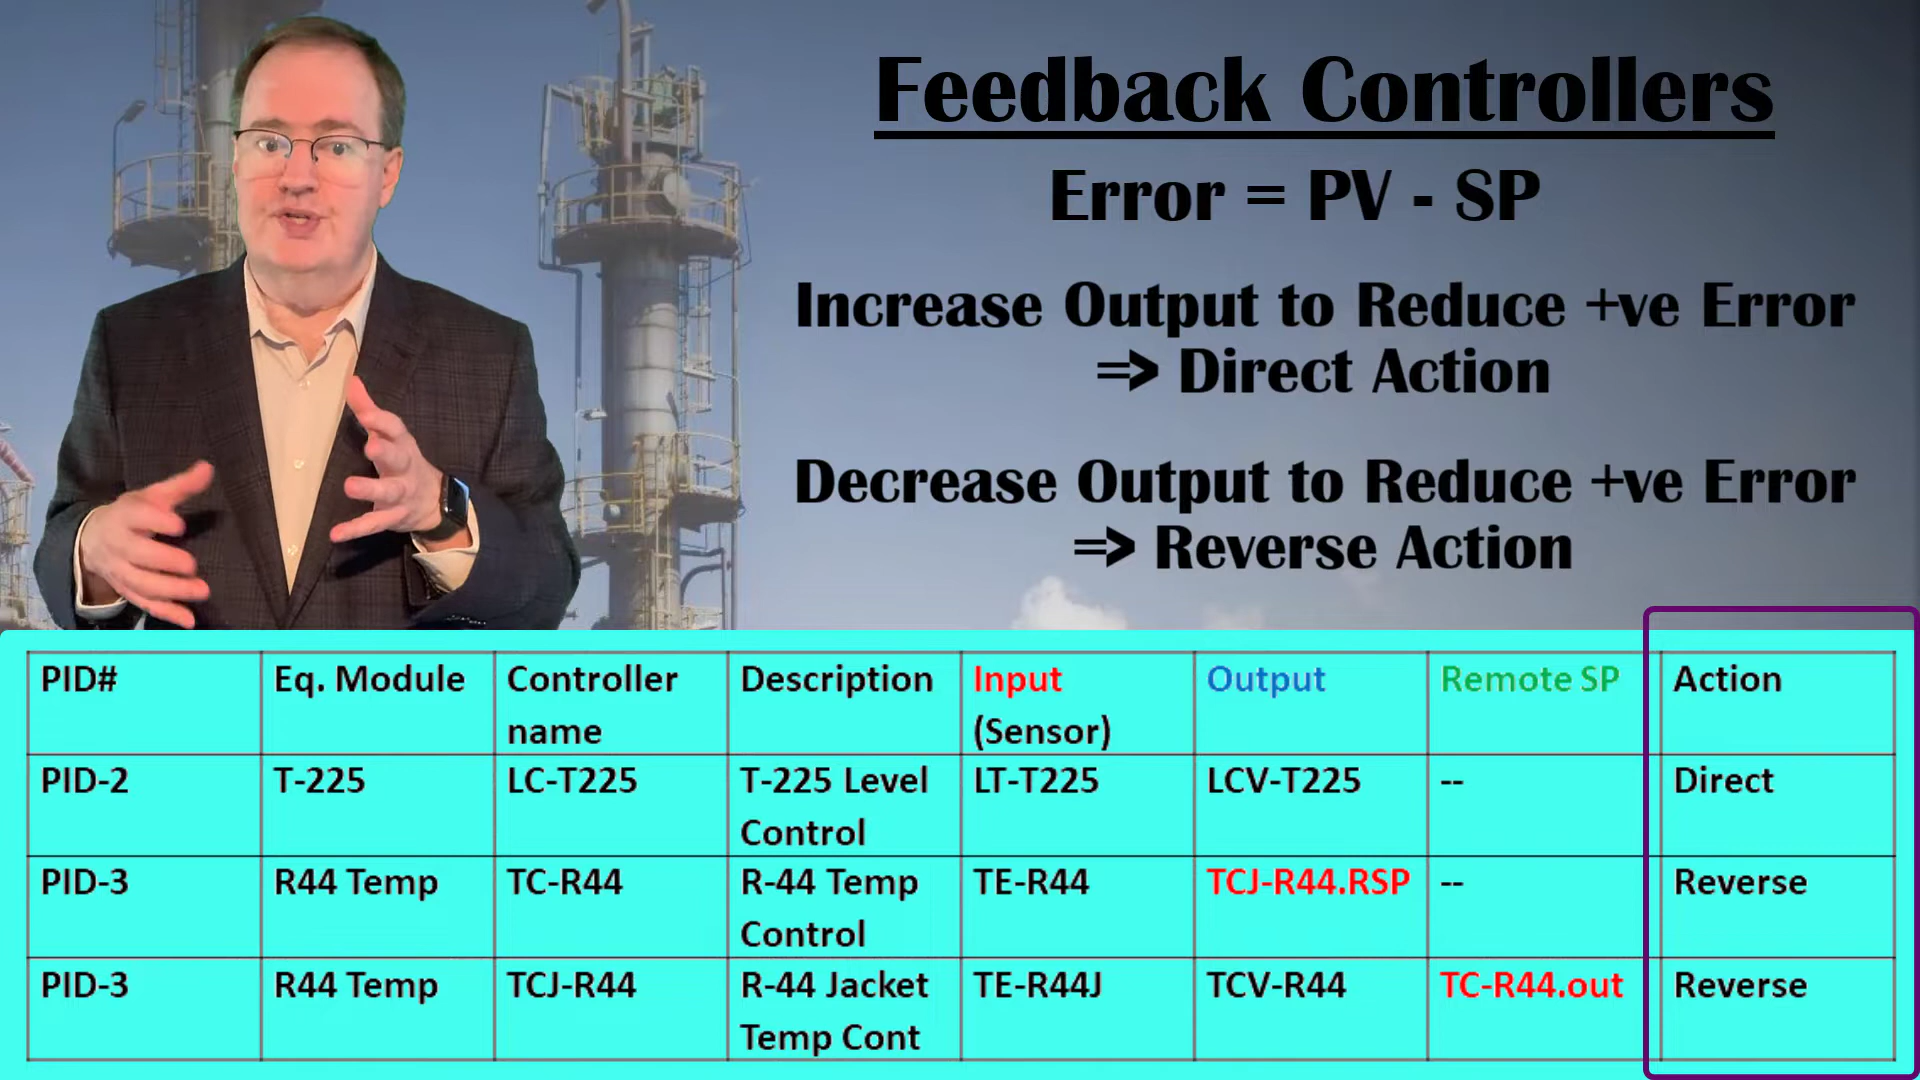 Feedback Controllers
Error = PV - SP
Increase Output to Reduce +ve Error
=> Direct Action
Decrease Output to Reduce +ve Error
=> Reverse Action
PID# Eq. Module Controller name Description Input (Sensor) Output Remote SP Action
PID-2 T-225 LC-T225 T-225 Level Control LT-T225 LCV-T225 -- Direct
PID-3 R44 Temp TC-R44 R-44 Temp Control TE-R44 TCJ-R44.RSP -- Reverse
PID-3 R44 Temp TCJ-R44 R-44 Jacket Temp Cont TE-R44J TCV-R44 TC-R44.out Reverse